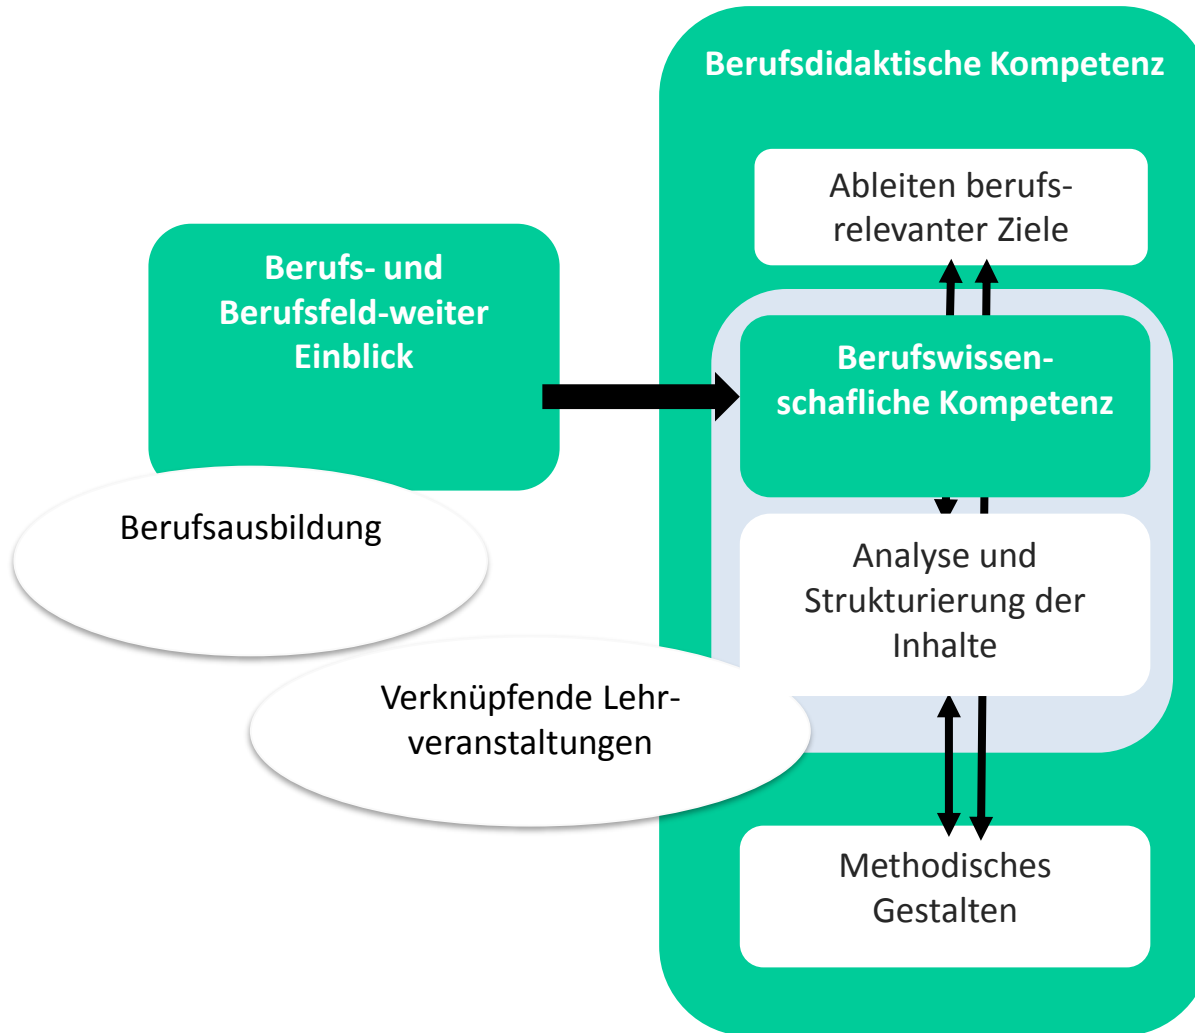 Berufsdidaktische Kompetenz
Ableiten berufs-
relevanter Ziele
Berufs- und
Berufsfeld-weiter
Einblick
Berufswissen-
schafliche Kompetenz
Berufsausbildung
Analyse und
Strukturierung der
Inhalte
Verknüpfende Lehr-
veranstaltungen
Methodisches
Gestalten